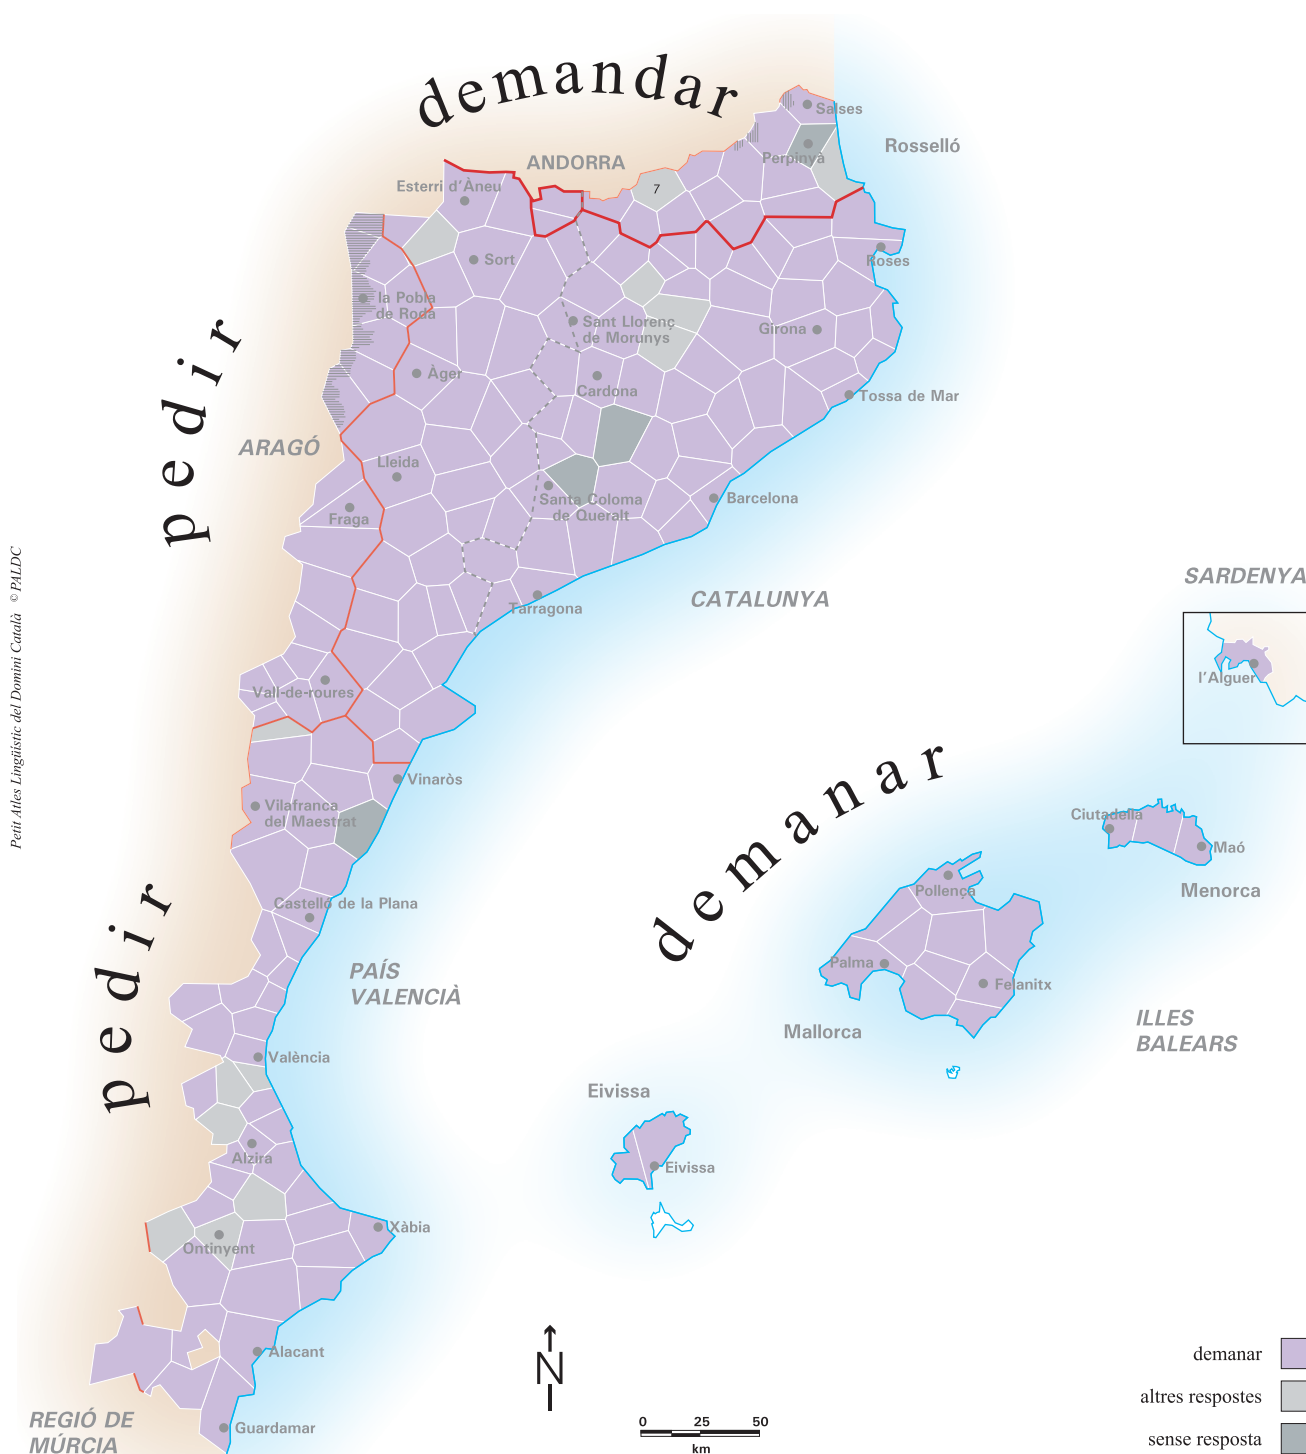 demandar
Salses
Rosselló
Perpinyà
ANDORRA
7
Esterri d'Àneu
Roses
Sort
la Pobla
de Roda
Sant Llorenç
de Morunys
Girona
pedir
Àger
Cardona
Tossa de Mar
ARAGÓ
Lleida
Santa Coloma
de Queralt
Barcelona
Fraga
Petit Atles Lingüístic del Domini Català © PALDC
SARDENYA
CATALUNYA
Tarragona
l'Alguer
Vall-de-roures
demanar
Vinaròs
Vilafranca
del Maestrat
Ciutadella
Maó
Pollença
Menorca
Castelló de la Plana
pedir
PAÍS
VALENCIÀ
Palma
Felanitx
Mallorca
ILLES
BALEARS
València
Eivissa
Alzira
Eivissa
Xàbia
Ontinyent
Alacant
N
demanar
altres respostes
sense resposta
REGIÓ DE
MÚRCIA
Guardamar
0 25 50
km